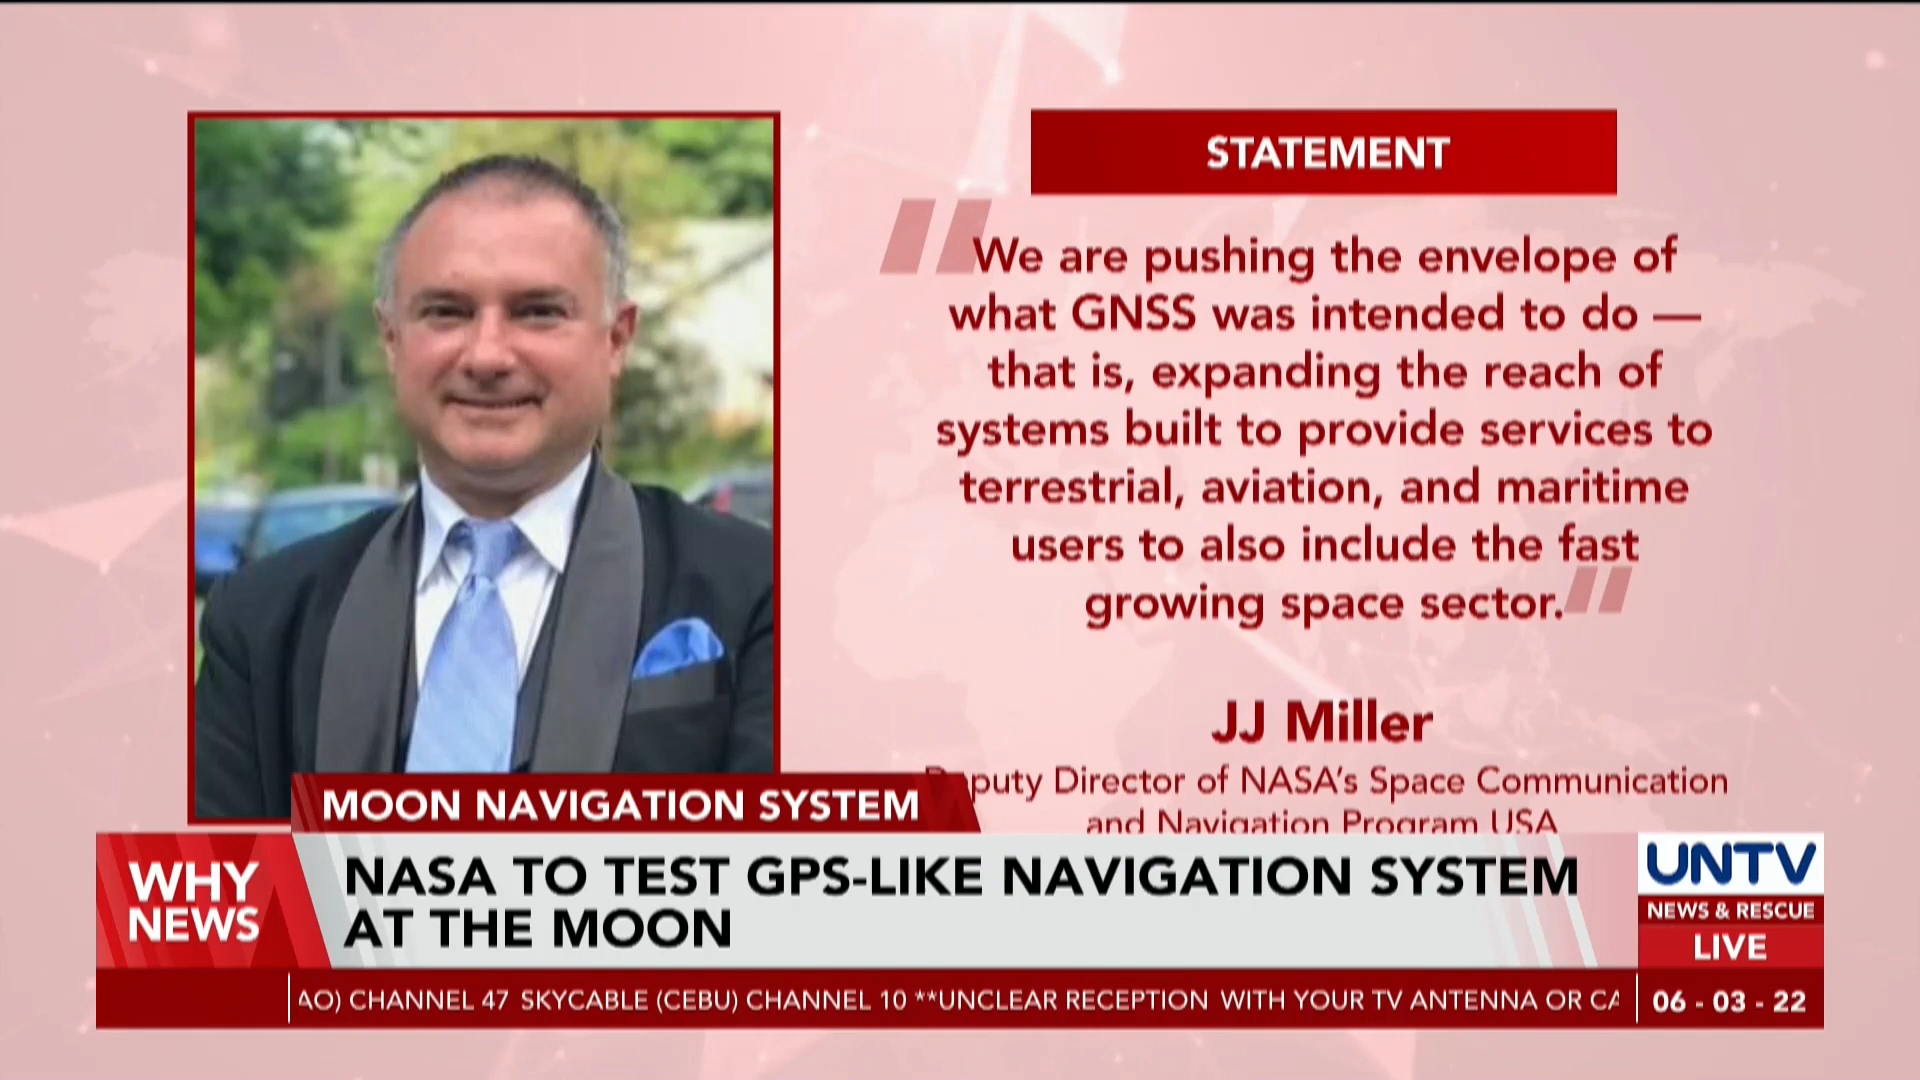 STATEMENT
We are pushing the envelope of
what GNSS was intended to do —
that is, expanding the reach of
systems built to provide services to
terrestrial, aviation, and maritime
users to also include the fast
growing space sector.
JJ Miller
Deputy Director of NASA's Space Communication
and Navigation Program USA
MOON NAVIGATION SYSTEM
WHY
NEWS
NASA TO TEST GPS-LIKE NAVIGATION SYSTEM
AT THE MOON
UNTV
NEWS & RESCUE
LIVE
AO) CHANNEL 47 SKYCABLE (CEBU) CHANNEL 10 **UNCLEAR RECEPTION WITH YOUR TV ANTENNA OR CA
06 - 03 - 22